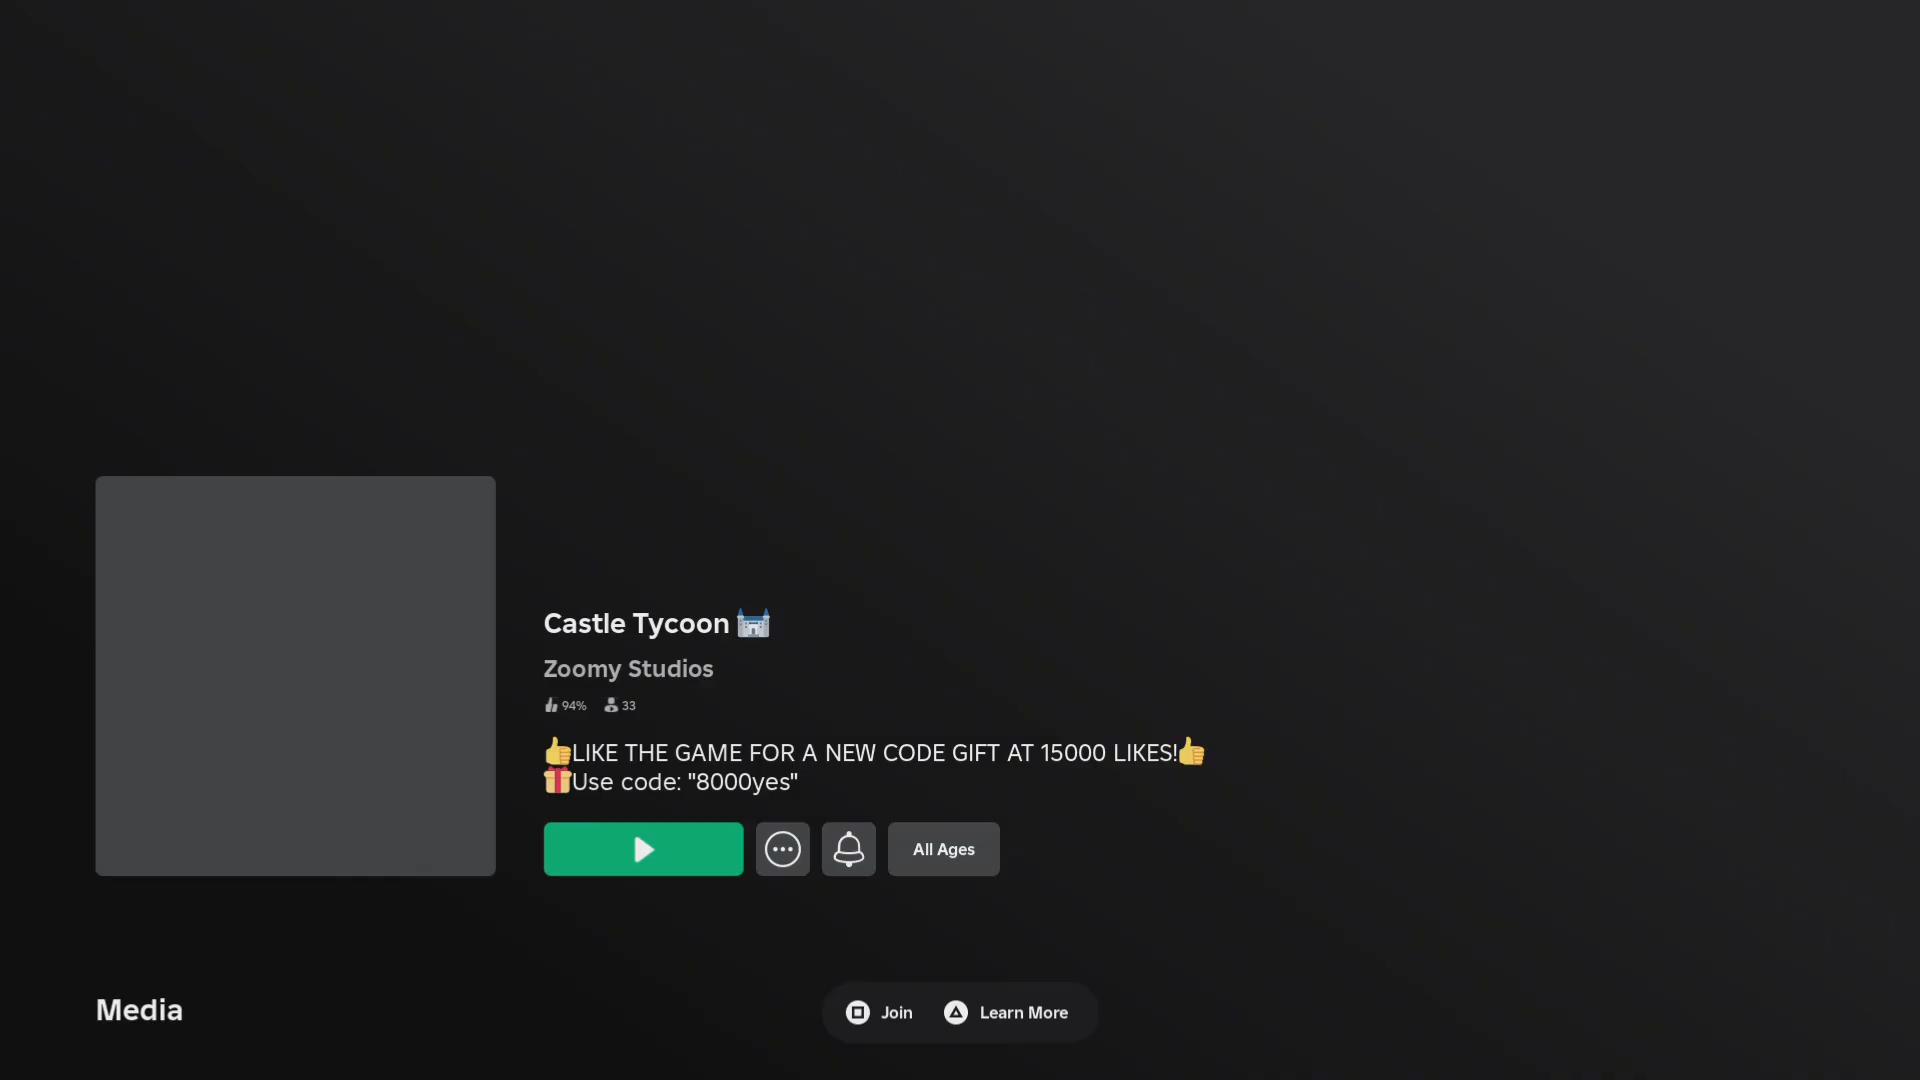 Castle Tycoon 🏰
Zoomy Studios
94% 33
👍LIKE THE GAME FOR A NEW CODE GIFT AT 15000 LIKES!👍
🎁Use code: "8000yes"
All Ages
Media
Join Learn More